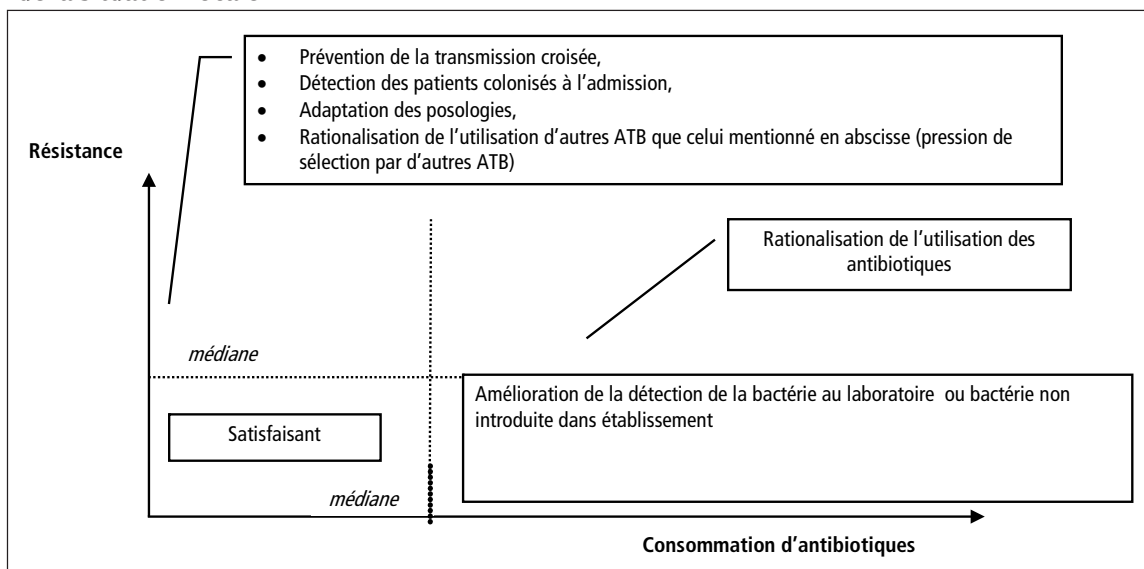 • Prévention de la transmission croisée,
• Détection des patients colonisés à l'admission,
• Adaptation des posologies,
• Rationalisation de l'utilisation d'autres ATB que celui mentionné en abscisse (pression de
sélection par d'autres ATB)
Résistance
Rationalisation de l'utilisation des
antibiotiques
médiane
Amélioration de la détection de la bactérie au laboratoire ou bactérie non
introduite dans établissement
Satisfaisant
médiane
Consommation d'antibiotiques